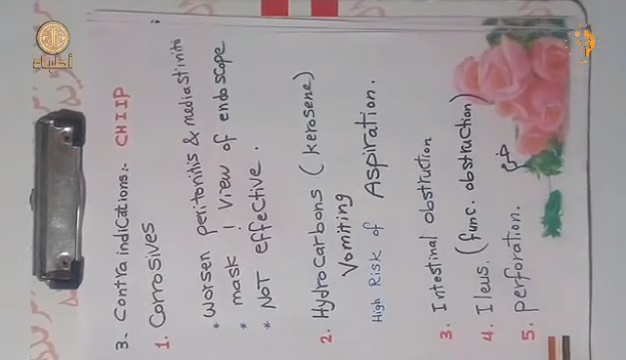 3. Contraindications:- CHIIP
1. Corrosives
* worsen peritonitis & mediastinitis
* mask ! view of endoscope
* NOT effective.
2. Hydrocarbons (kerosene)
Vomiting
High Risk of Aspiration.
3. Intestinal obstruction
4. Ileus. (func. obstruction)
5. perforation.
أطباء